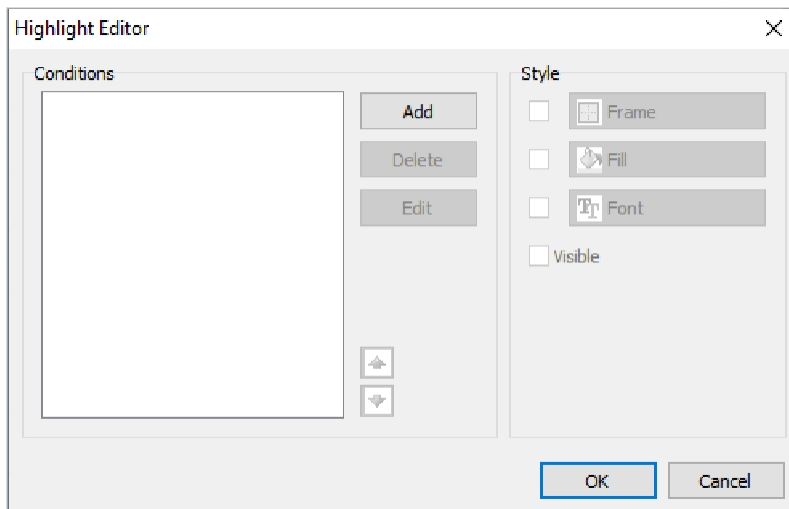 Highlight Editor
Conditions
Add
Delete
Edit
Style
Frame
Fill
Font
Visible
OK
Cancel